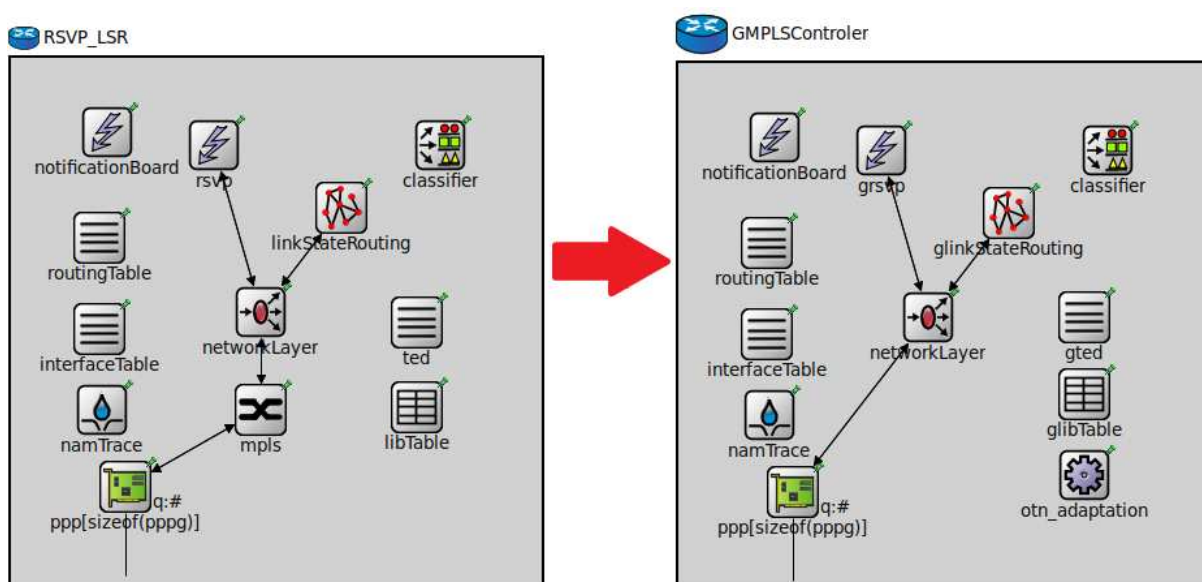 RSVP_LSR
notificationBoard
rsvp
classifier
linkStateRouting
routingTable
networkLayer
ted
interfaceTable
namTrace
mpls
libTable
q:#
ppp[sizeof(pppg)]
GMPLSControler
notificationBoard
grsvp
classifier
glinkStateRouting
routingTable
networkLayer
gted
interfaceTable
glibTable
namTrace
q:#
otn_adaptation
ppp[sizeof(pppg)]